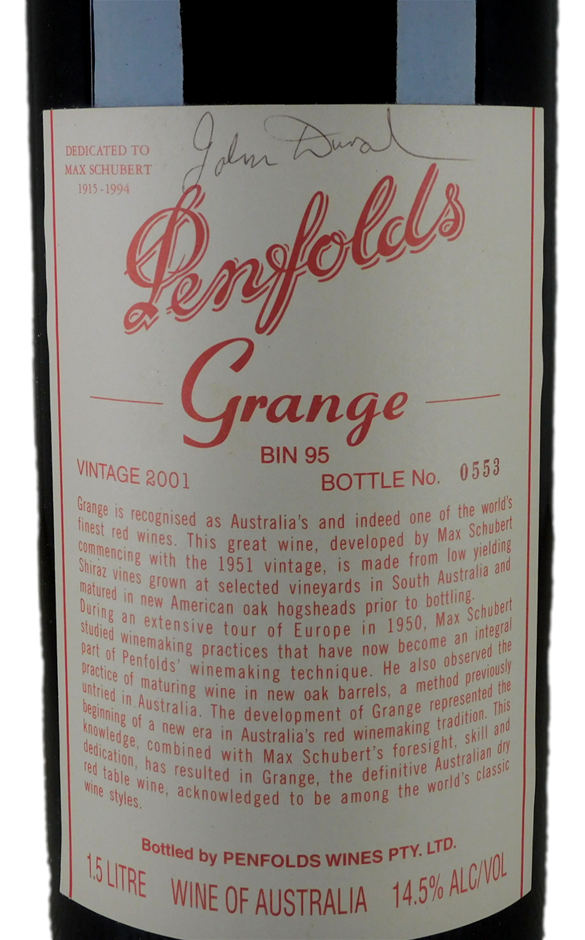 John Duval
DEDICATED TO
MAX SCHUBERT
1915 - 1994
Penfolds
Grange
BIN 95
VINTAGE 2001
BOTTLE No. 0553
Grange is recognised as Australia's and indeed one of the world's
finest red wines. This great wine, developed by Max Schubert
commencing with the 1951 vintage, is made from low yielding
Shiraz vines grown at selected vineyards in South Australia and
matured in new American oak hogsheads prior to bottling.
During an extensive tour of Europe in 1950, Max Schubert
studied winemaking practices that have now become an integral
part of Penfolds' winemaking technique. He also observed the
practice of maturing wine in new oak barrels, a method previously
untried in Australia. The development of Grange represented the
beginning of a new era in Australia's red winemaking tradition. This
knowledge, combined with Max Schubert's foresight, skill and
dedication, has resulted in Grange, the definitive Australian dry
red table wine, acknowledged to be among the world's classic
wine styles.
Bottled by PENFOLDS WINES PTY. LTD.
1.5 LITRE WINE OF AUSTRALIA 14.5% ALC/VOL